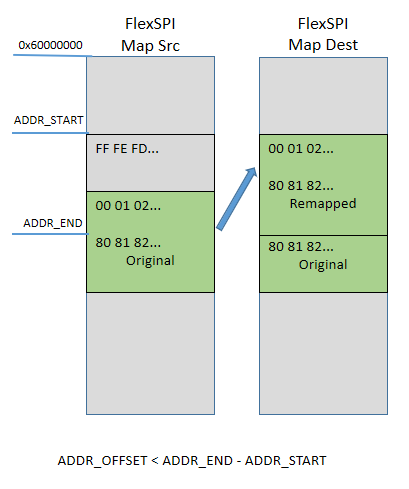 FlexSPI
Map Src
FlexSPI
Map Dest
0x60000000
ADDR_START
FF FE FD...
00 01 02...
ADDR_END
80 81 82...
Original
00 01 02...
80 81 82...
Remapped
80 81 82...
Original
ADDR_OFFSET < ADDR_END - ADDR_START